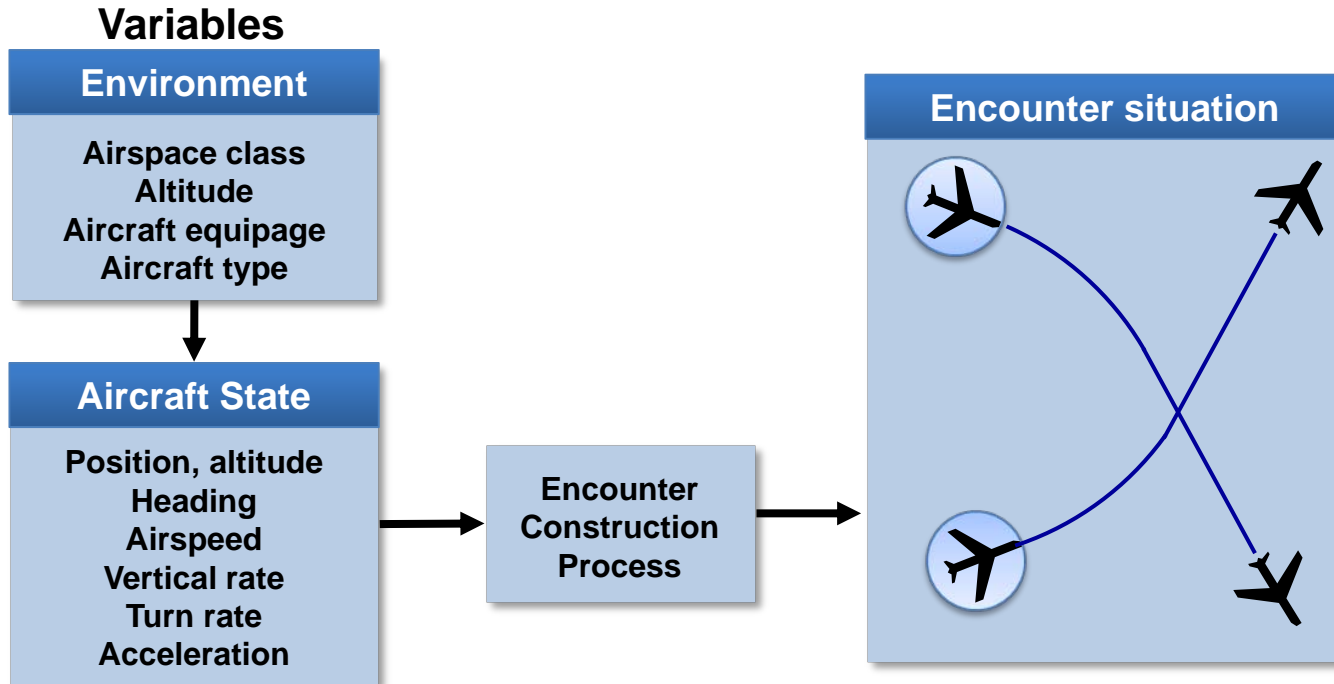 Variables
Environment
Airspace class
Altitude
Aircraft equipage
Aircraft type
Aircraft State
Position, altitude
Heading
Airspeed
Vertical rate
Turn rate
Acceleration
Encounter
Construction
Process
Encounter situation